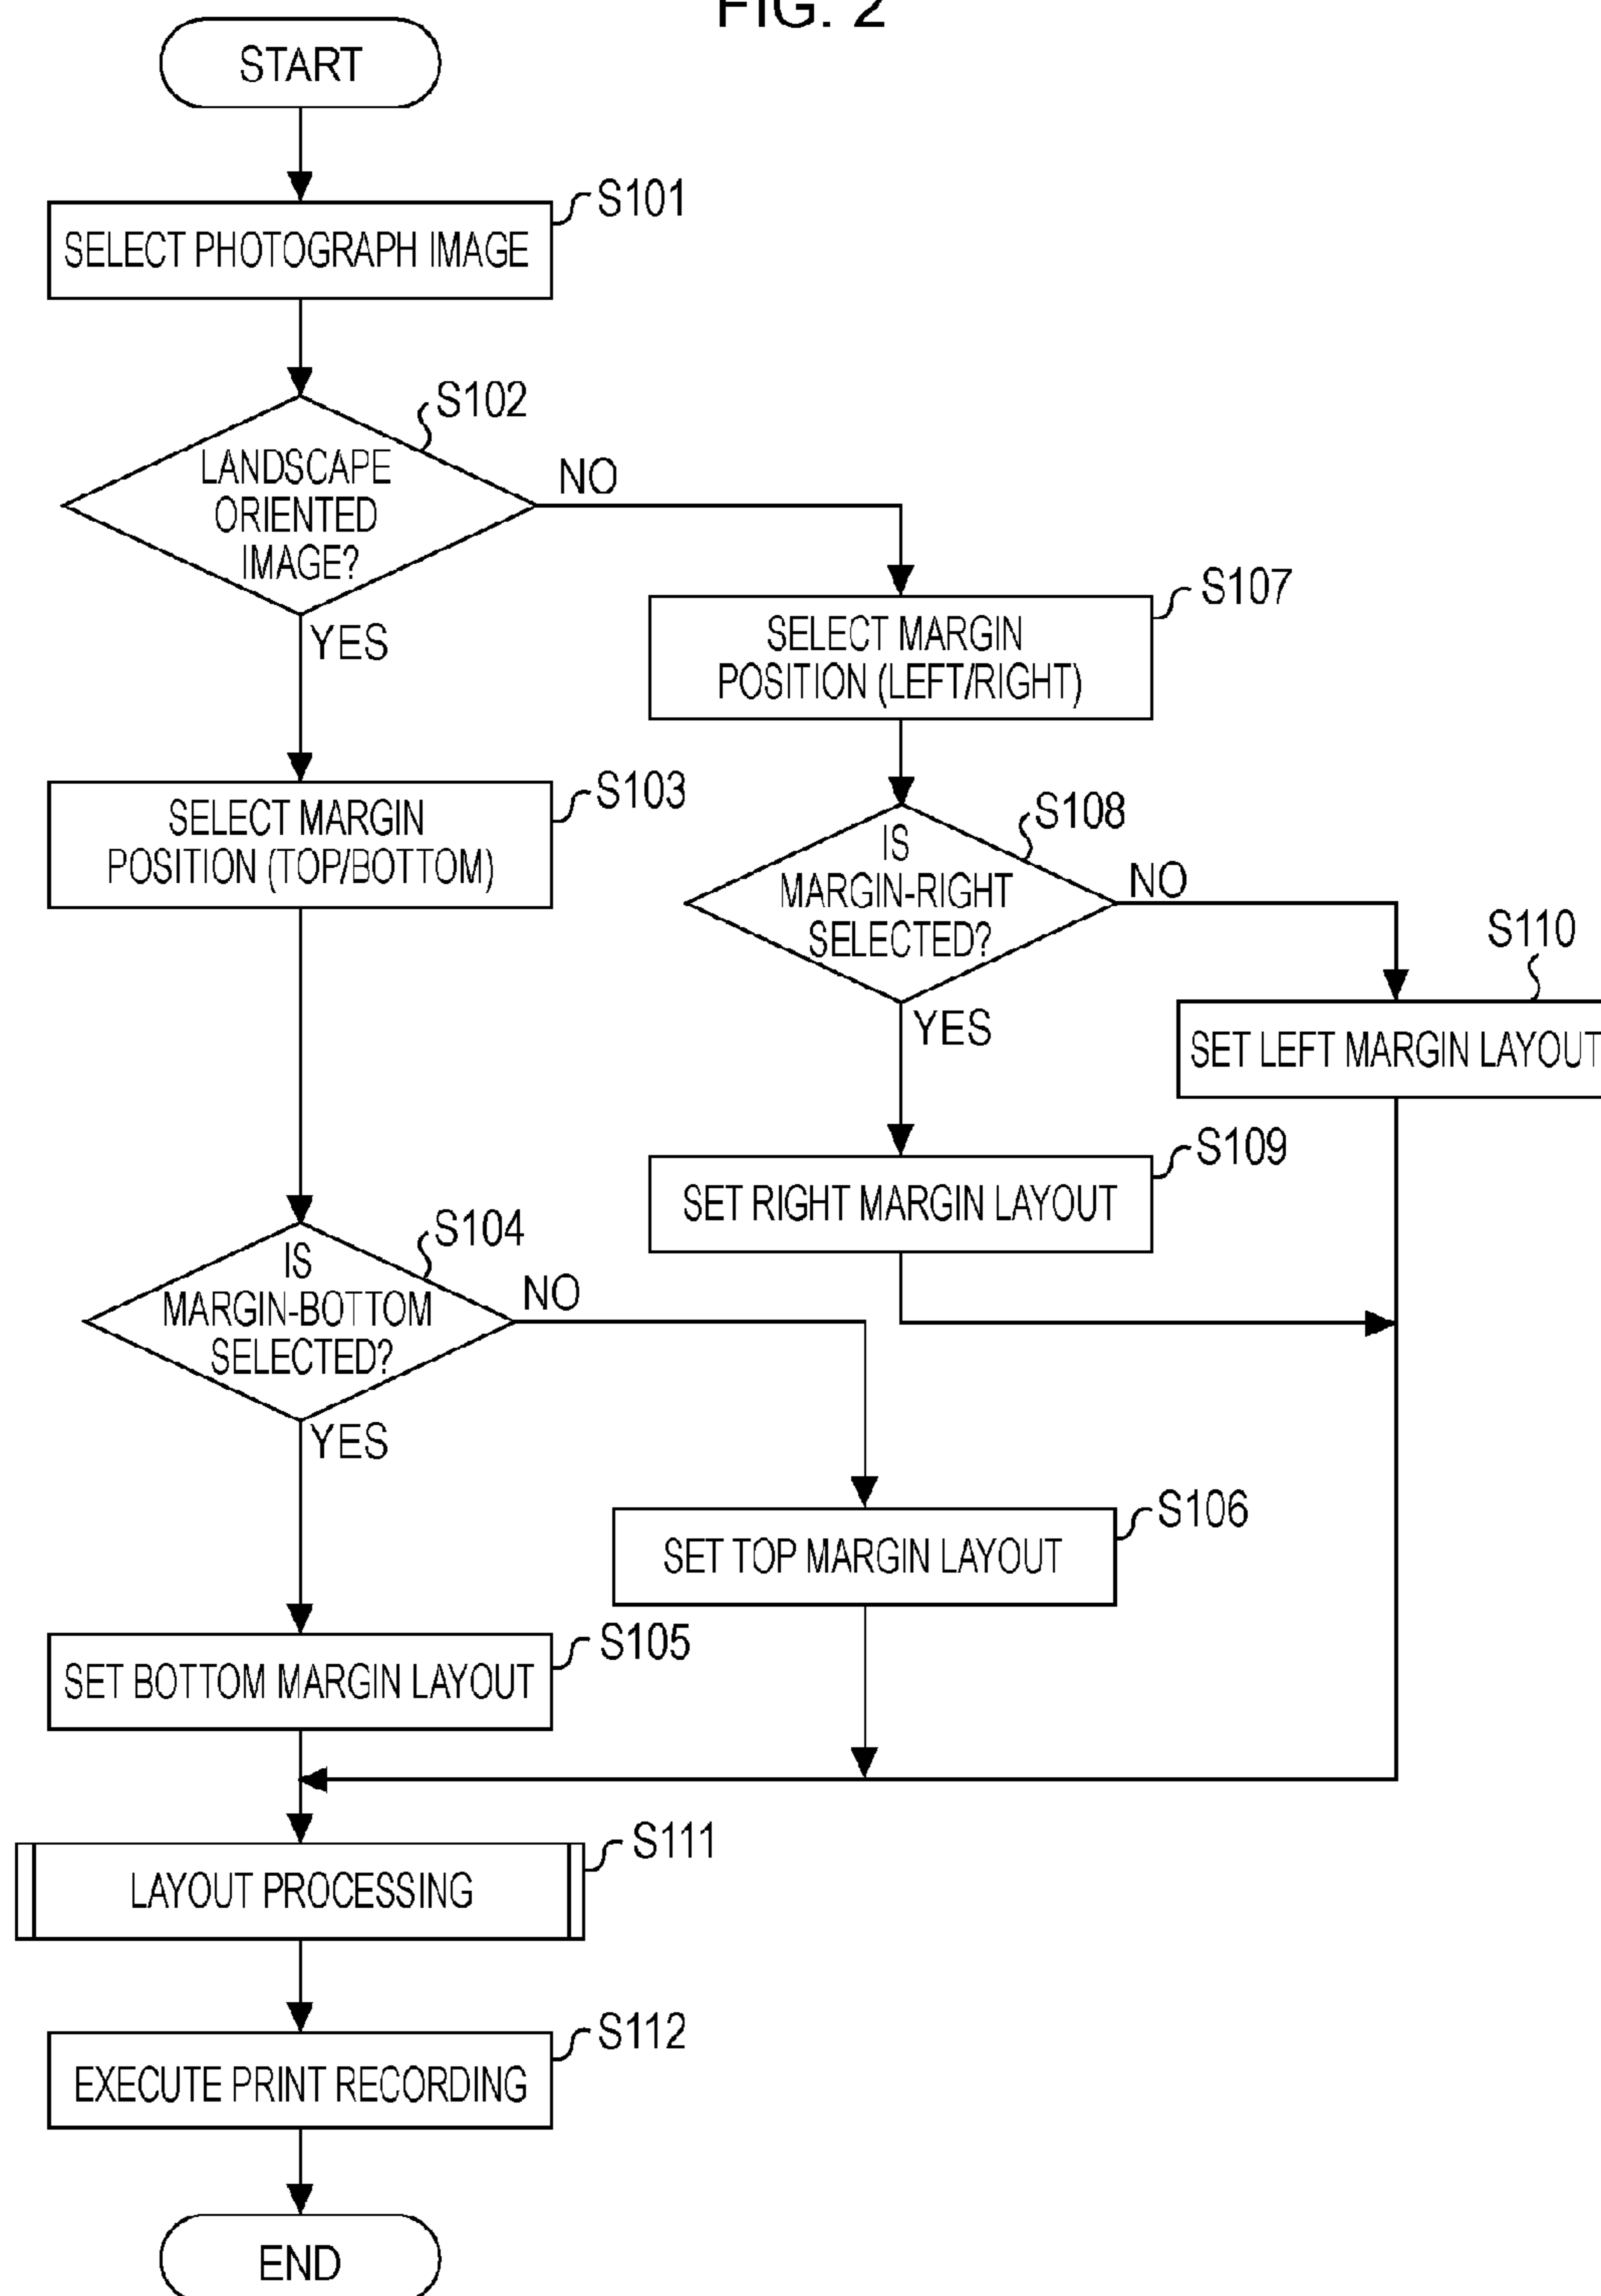 FIG. 2
START
S101
SELECT PHOTOGRAPH IMAGE
S102
LANDSCAPE
ORIENTED
IMAGE?
NO
YES
S107
SELECT MARGIN
POSITION (LEFT/RIGHT)
S103
SELECT MARGIN
POSITION (TOP/BOTTOM)
S108
IS
MARGIN-RIGHT
SELECTED?
NO
YES
S110
SET LEFT MARGIN LAYOUT
S109
SET RIGHT MARGIN LAYOUT
S104
IS
MARGIN-BOTTOM
SELECTED?
NO
YES
S106
SET TOP MARGIN LAYOUT
S105
SET BOTTOM MARGIN LAYOUT
S111
LAYOUT PROCESSING
S112
EXECUTE PRINT RECORDING
END